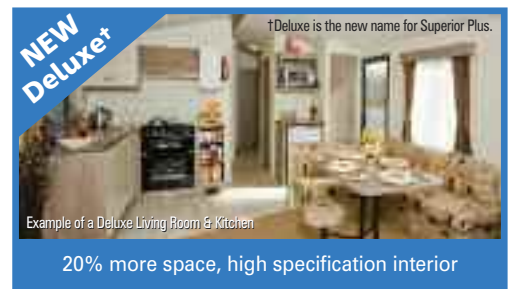 NEW
Deluxe†
†Deluxe is the new name for Superior Plus.
Example of a Deluxe Living Room & Kitchen
20% more space, high specification interior